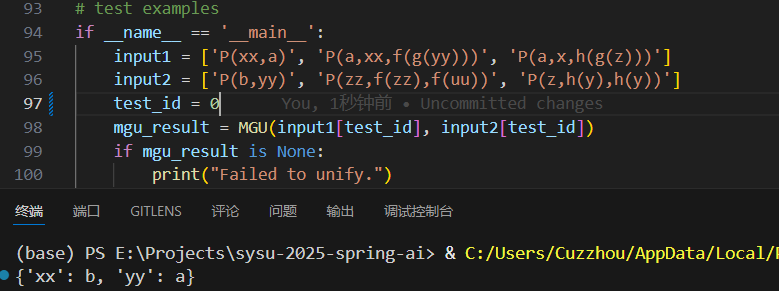 93 # test examples
94 if __name__ == '__main__':
95 input1 = ['P(xx,a)', 'P(a,xx,f(g(yy)))', 'P(a,x,h(g(z)))']
96 input2 = ['P(b,yy)', 'P(zz,f(zz),f(uu))', 'P(z,h(y),h(y))']
97 test_id = 0 You, 1秒钟前 • Uncommitted changes
98 mgu_result = MGU(input1[test_id], input2[test_id])
99 if mgu_result is None:
100 print("Failed to unify.")
终端 端口 GITLENS 评论 问题 输出 调试控制台
(base) PS E:\Projects\sysu-2025-spring-ai> & C:/Users/Cuzzhou/AppData/Local/
{'xx': b, 'yy': a}